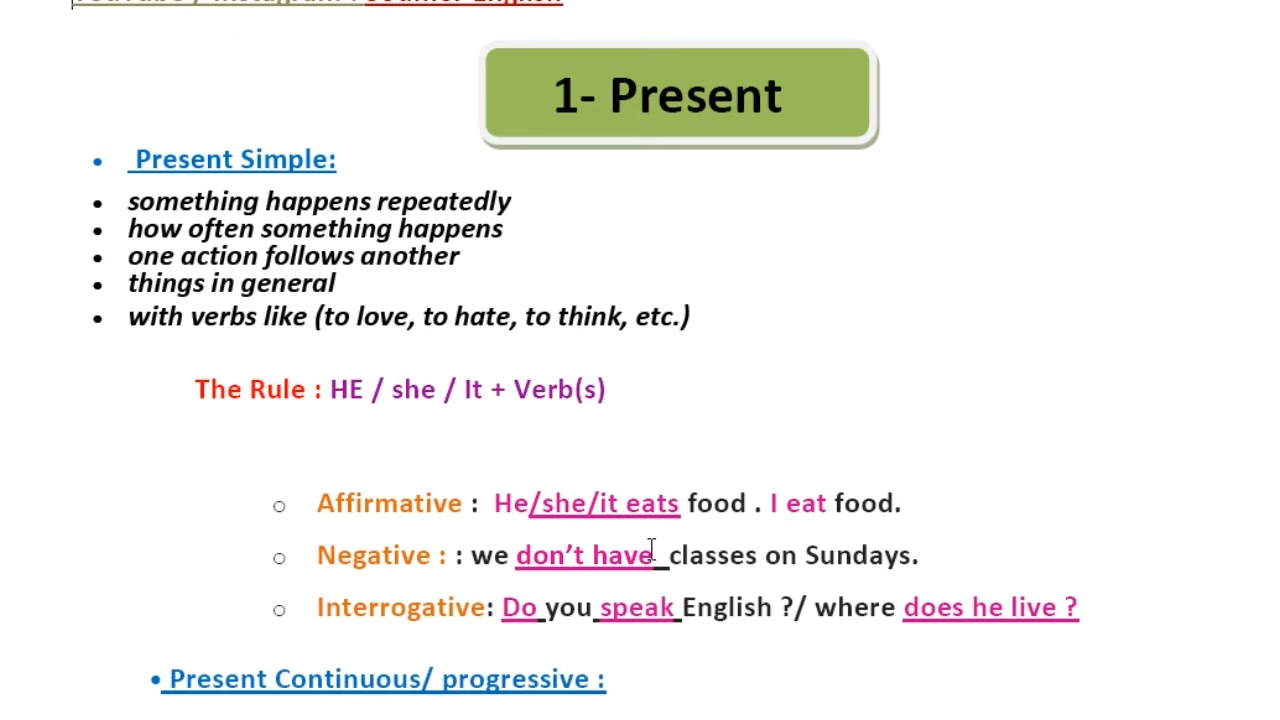 1- Present
Present Simple:
something happens repeatedly
how often something happens
one action follows another
things in general
with verbs like (to love, to hate, to think, etc.)
The Rule : HE / she / It + Verb(s)
Affirmative : He/she/it eats food . I eat food.
Negative : : we don’t have classes on Sundays.
Interrogative: Do you speak English ?/ where does he live ?
Present Continuous/ progressive :